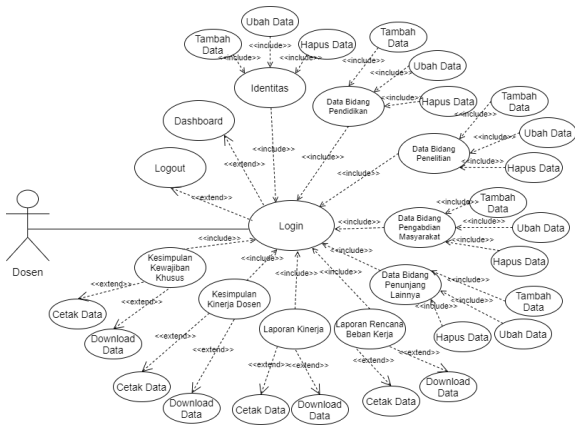 Ubah Data
Tambah
Data
<<include>>
Hapus Data
<<include>>
<<include>>
Identitas
Tambah
Data
<<include>>
Ubah Data
<<include>>
Data Bidang
Pendidikan
<<include>>
Hapus Data
Tambah
Data
<<include>>
Ubah Data
<<include>>
Data Bidang
Penelitian
<<include>>
Hapus Data
Dashboard
<<include>>
<<include>>
<<extend>>
Logout
<<include>>
<<extend>>
Login
<<include>>
Data Bidang
Pengabdian
Masyarakat
<<include>>
Tambah
Data
<<include>>
Ubah Data
<<include>>
Hapus Data
Dosen
<<include>>
Kesimpulan
Kewajiban
Khusus
<<include>>
Kesimpulan
Kinerja Dosen
<<include>>
<<include>>
<<include>>
Data Bidang
Penunjang
Lainnya
<<include>>
Tambah
Data
<<include>>
Ubah Data
<<include>>
Hapus Data
<<extend>>
Cetak Data
<<extend>>
Download
Data
<<extend>>
Cetak Data
<<extend>>
Download
Data
Laporan Kinerja
<<extend>>
Cetak Data
<<extend>>
Download
Data
Laporan Rencana
Beban Kerja
<<extend>>
Cetak Data
<<extend>>
Download
Data